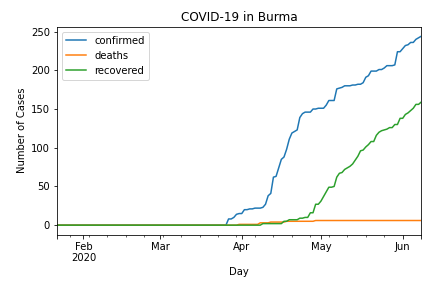 COVID-19 in Burma
confirmed
deaths
recovered
Number of Cases
250
200
150
100
50
0
Feb
2020
Mar
Apr
May
Jun
Day